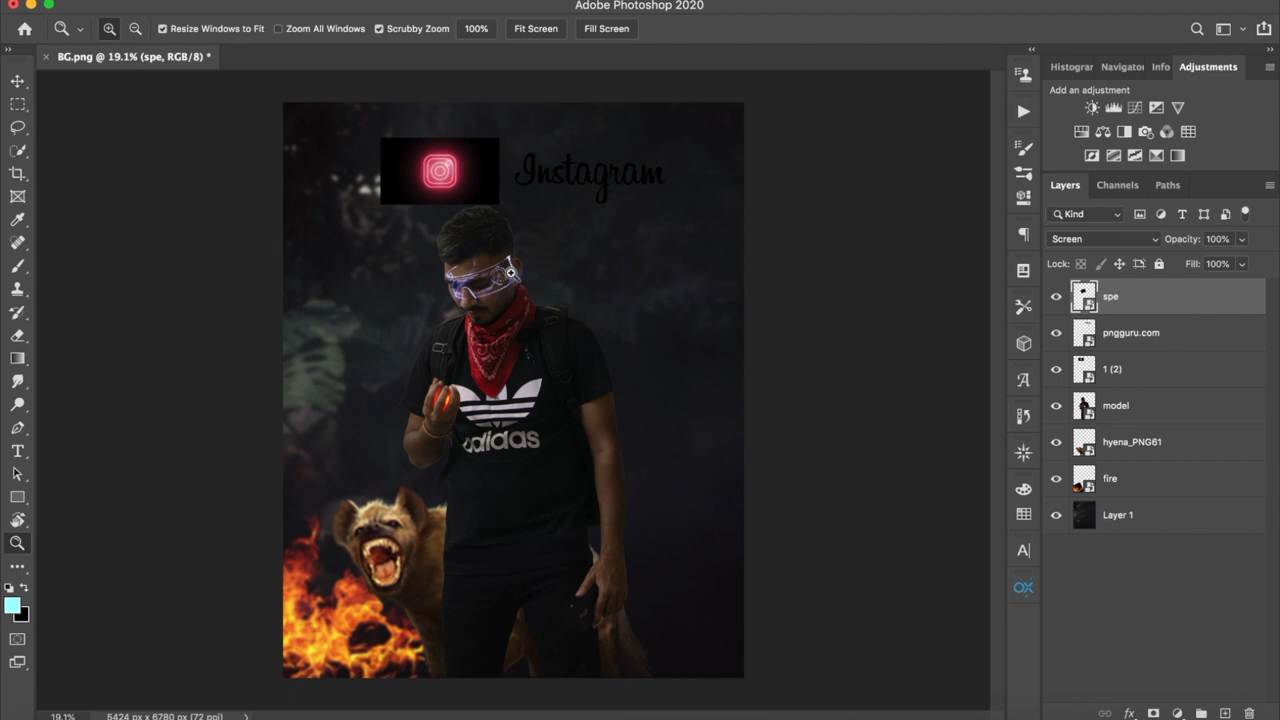 Adobe Photoshop 2020
Resize Windows to Fit
Zoom All Windows
Scrubby Zoom
100%
Fit Screen
Fill Screen
BG.png @ 19.1% (spe, RGB/8) *
Histogram
Navigator
Info
Adjustments
Add an adjustment
Instagram
Layers
Channels
Paths
Kind
Screen
Opacity: 100%
Lock:
Fill: 100%
spe
pngguru.com
1 (2)
model
adidas
hyena_PNG61
fire
Layer 1
19.1%
5424 px x 6780 px (72 ppi)